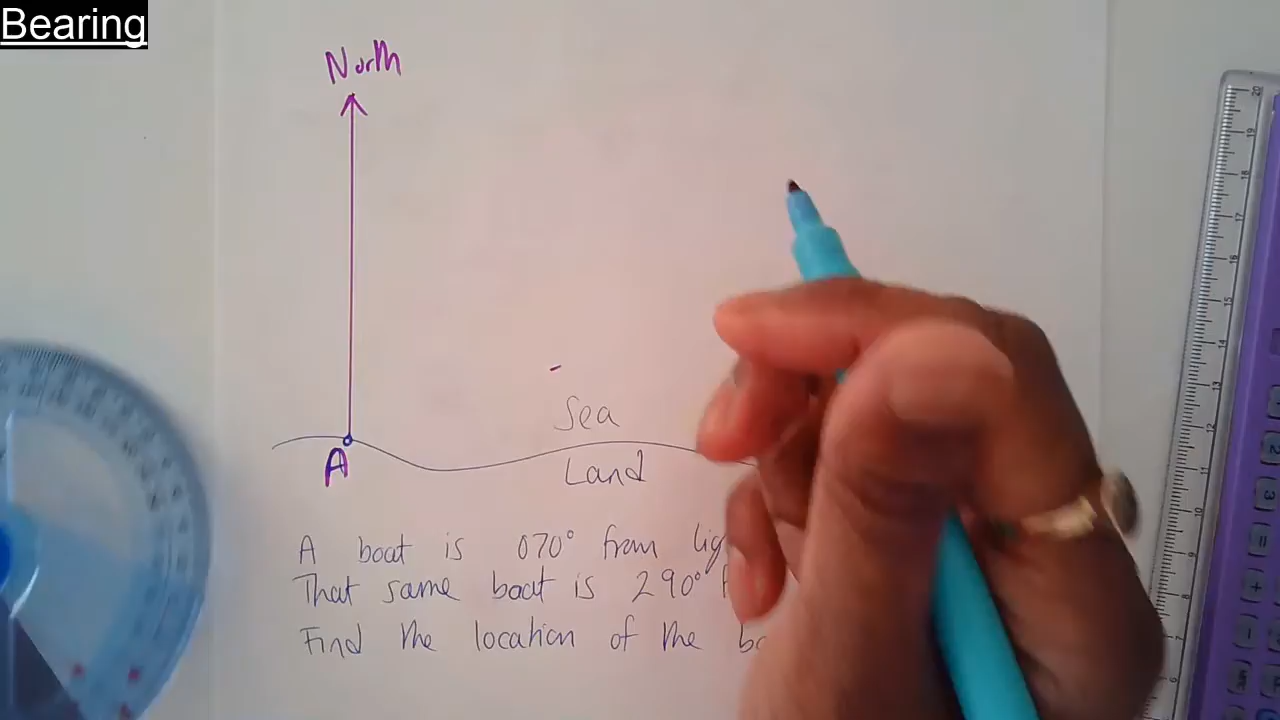 Bearing
North
Sea
A
Land
A boat is 070° from
That same boat is 290°
Find the location of the